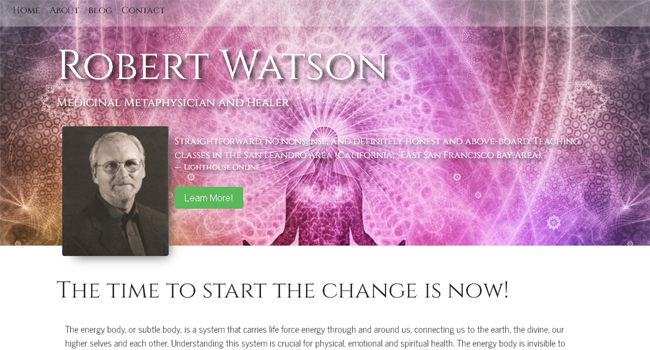 Home About blog Contact
Robert Watson
Medicinal Metaphysician and Healer
Straightforward, no nonsense, and definitely honest and above-board. Teaching
classes in the San Leandro area (California... East San Francisco Bay Area).
— Lighthouse Online
Learn More!
The time to start the change is now!
The energy body, or subtle body, is a system that carries life force energy through and around us, connecting us to the earth, the divine, our
higher selves and each other. Understanding this system is crucial for physical, emotional and spiritual health. The energy body is invisible to